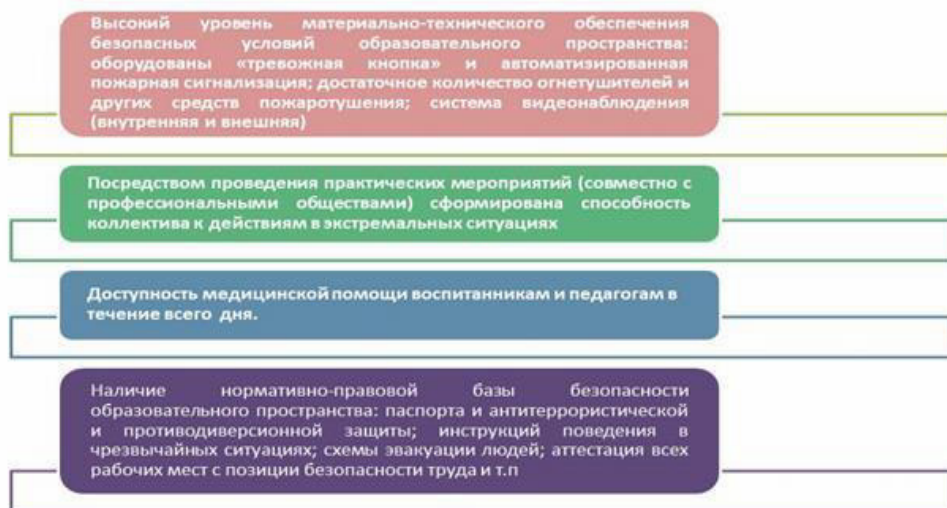 Высокий уровень материально-технического обеспечения
безопасных условий образовательного пространства:
оборудованы «тревожная кнопка» и автоматизированная
пожарная сигнализация; достаточное количество огнетушителей и
других средств пожаротушения; система видеонаблюдения
(внутренняя и внешняя)
Посредством проведения практических мероприятий (совместно с
профессиональными обществами) сформирована способность
коллектива к действиям в экстремальных ситуациях
Доступность медицинской помощи воспитанникам и педагогам в
течение всего дня.
Наличие нормативно-правовой базы безопасности
образовательного пространства: паспорта и антитеррористической
и противодиверсионной защиты; инструкций поведения в
чрезвычайных ситуациях; схемы эвакуации людей; аттестация всех
рабочих мест с позиции безопасности труда и т.п